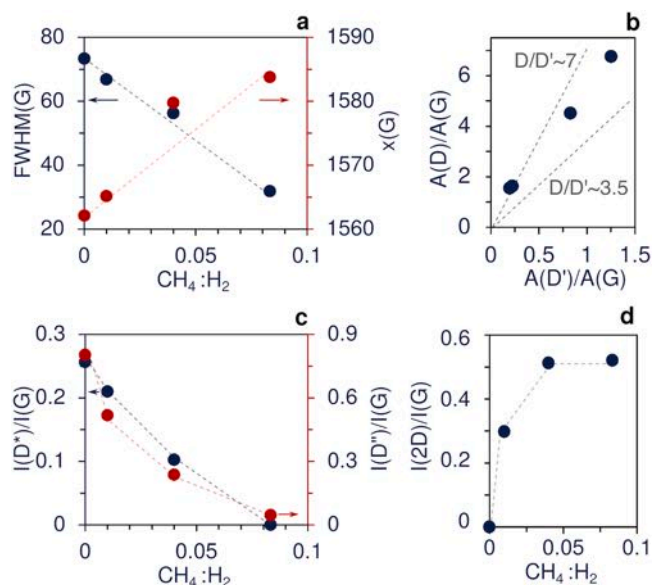 a
80
60
40
20
FWHM(G)
1590
1580
1570
1560
x(G)
0
0.05
0.1
CH₄:H₂
b
6
4
2
0
A(D)/A(G)
D/D'~7
D/D'~3.5
0
0.5
1
1.5
A(D')/A(G)
c
0.3
0.2
0.1
0
I(D*)/I(G)
0.9
0.6
0.3
0
I(D'')/I(G)
0
0.05
0.1
CH₄:H₂
d
0.6
0.4
0.2
0
I(2D)/I(G)
0
0.05
0.1
CH₄:H₂